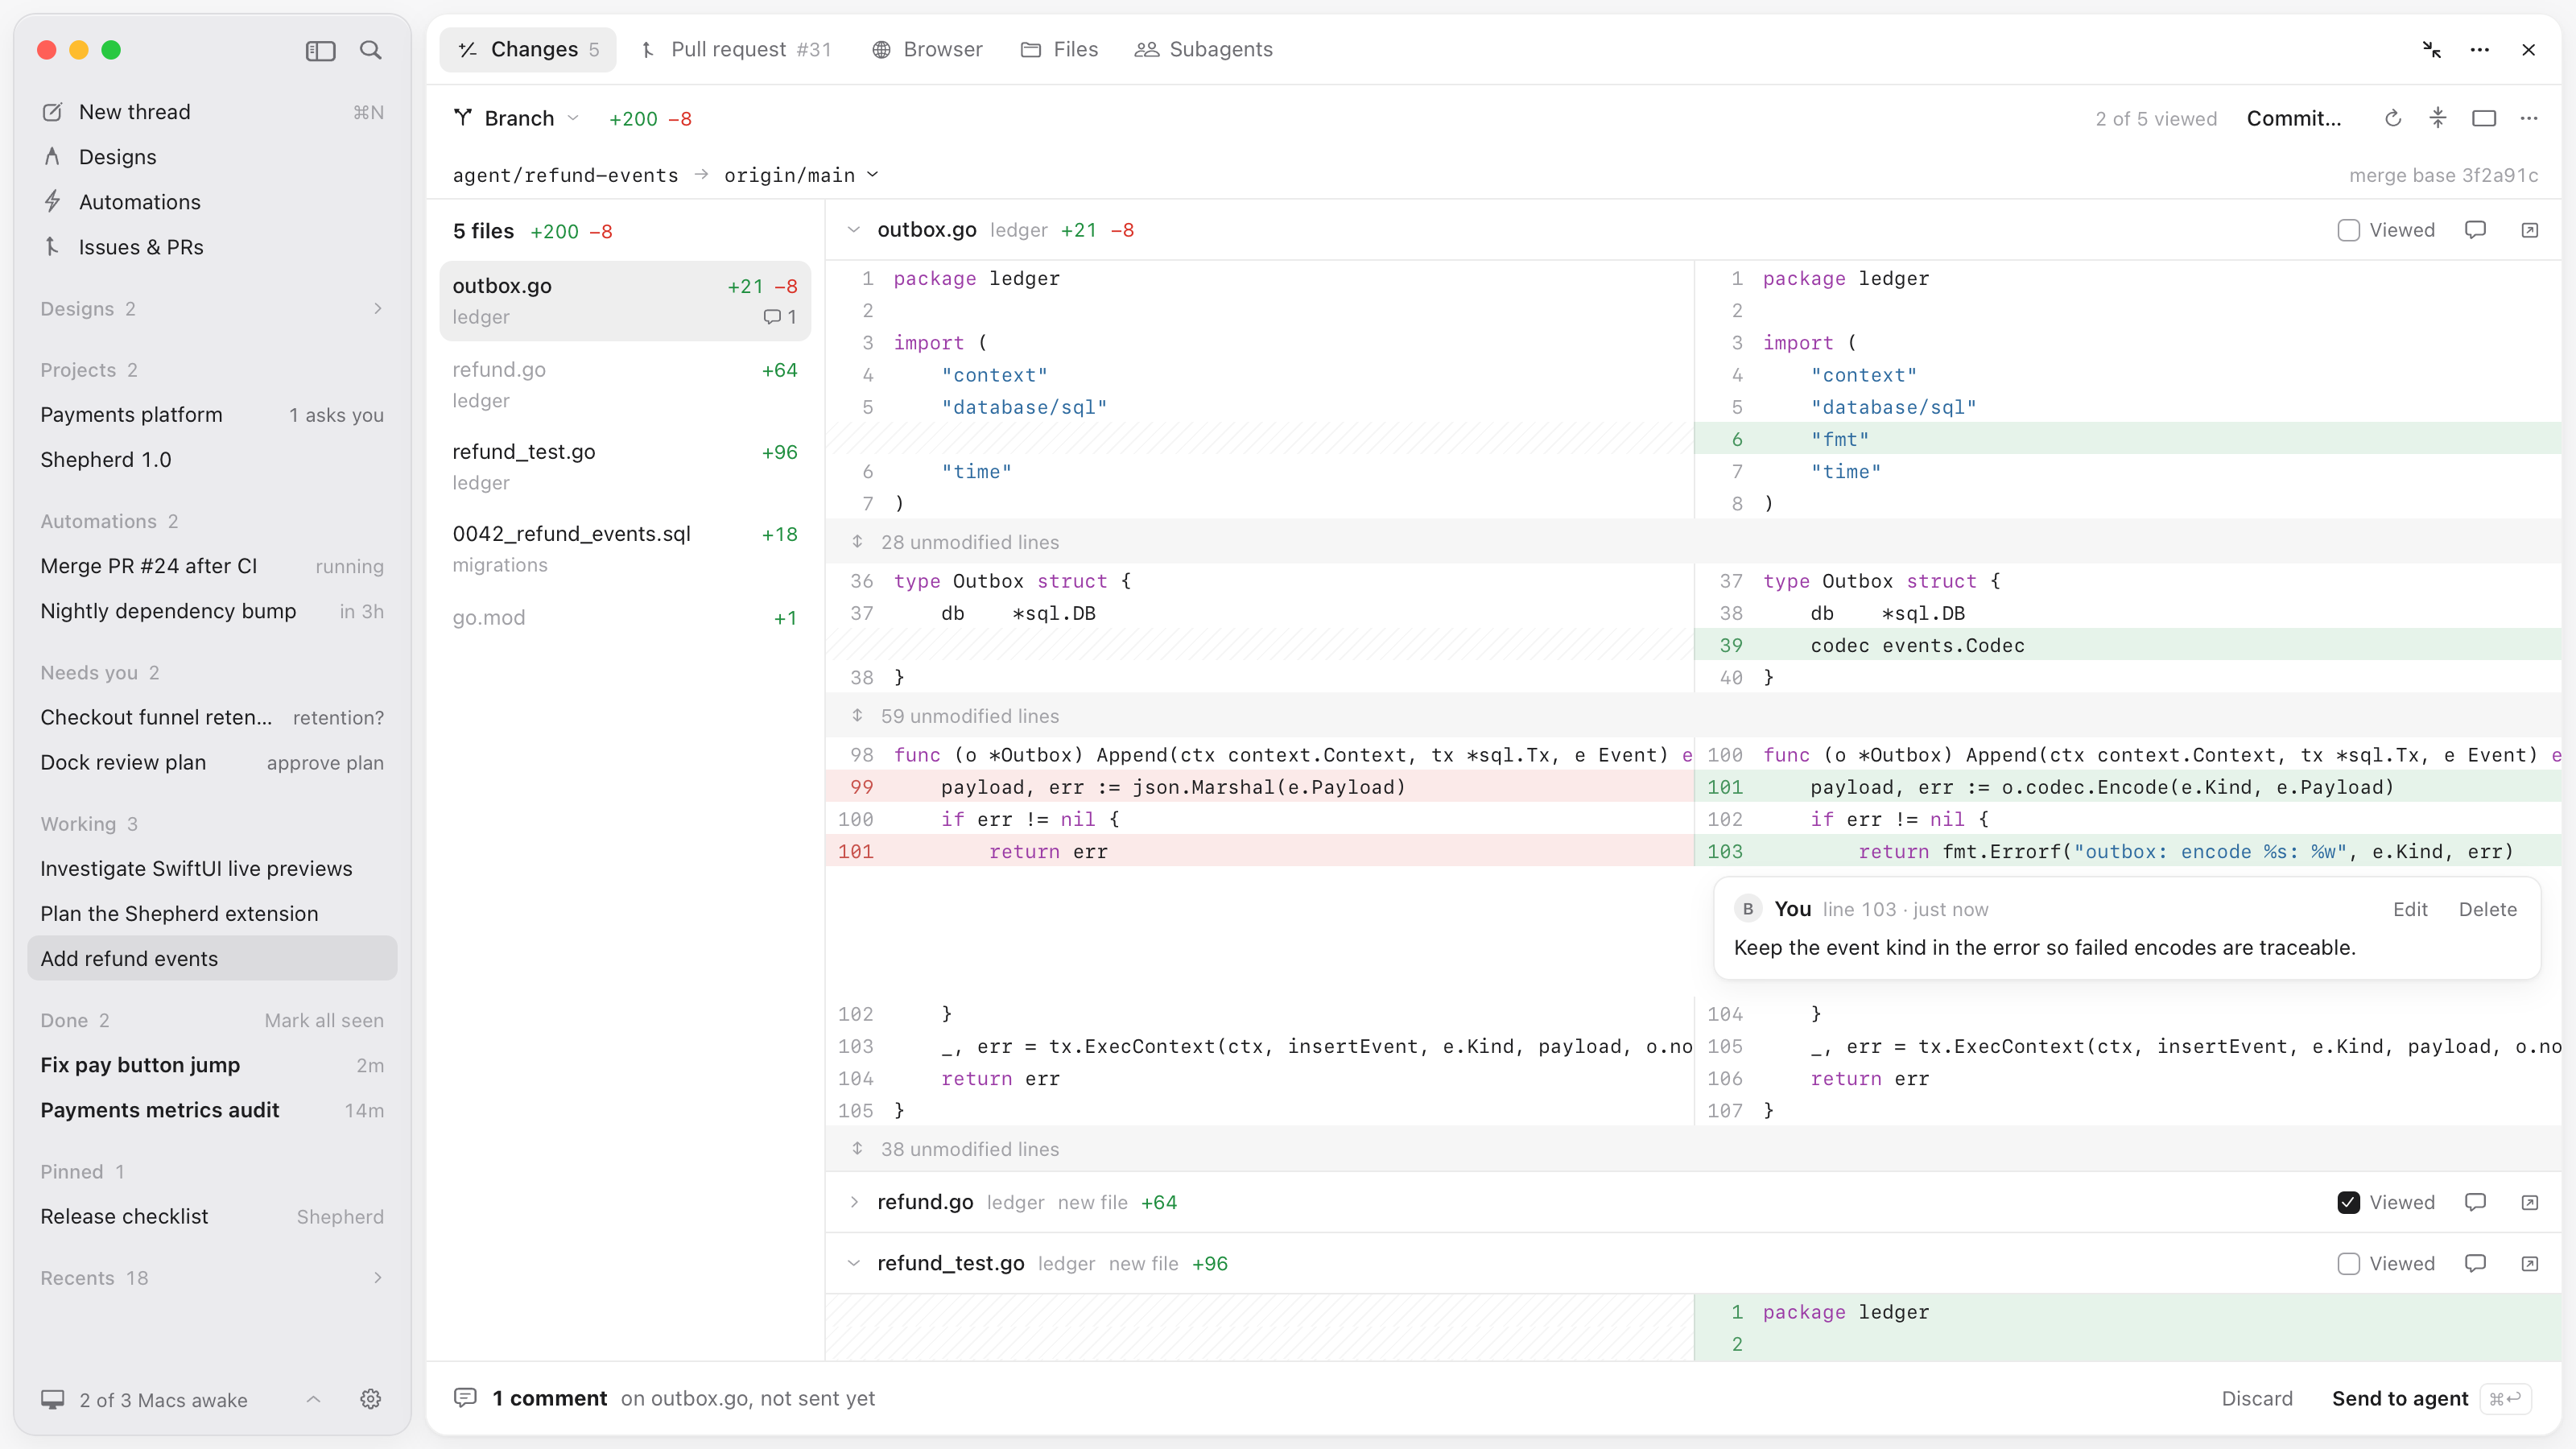 New thread ⌘N
Designs
Automations
Issues & PRs
Designs 2
Projects 2
Payments platform 1 asks you
Shepherd 1.0
Automations 2
Merge PR #24 after CI running
Nightly dependency bump in 3h
Needs you 2
Checkout funnel reten... retention?
Dock review plan approve plan
Working 3
Investigate SwiftUI live previews
Plan the Shepherd extension
Add refund events
Done 2 Mark all seen
Fix pay button jump 2m
Payments metrics audit 14m
Pinned 1
Release checklist Shepherd
Recents 18
2 of 3 Macs awake
Changes 5 Pull request #31 Browser Files Subagents
Branch +200 −8 2 of 5 viewed Commit...
agent/refund-events → origin/main merge base 3f2a91c
5 files +200 −8
outbox.go +21 −8
ledger 1
refund.go +64
ledger
refund_test.go +96
ledger
0042_refund_events.sql +18
migrations
go.mod +1
outbox.go ledger +21 −8 Viewed
1 package ledger
2
3 import (
4 "context"
5 "database/sql"
6 "time"
7 )
1 package ledger
2
3 import (
4 "context"
5 "database/sql"
6 "fmt"
7 "time"
8 )
28 unmodified lines
36 type Outbox struct {
37 db *sql.DB
38 }
37 type Outbox struct {
38 db *sql.DB
39 codec events.Codec
40 }
59 unmodified lines
98 func (o *Outbox) Append(ctx context.Context, tx *sql.Tx, e Event) e
99 payload, err := json.Marshal(e.Payload)
100 if err != nil {
101 return err
102 }
103 _, err = tx.ExecContext(ctx, insertEvent, e.Kind, payload, o.no
104 return err
105 }
100 func (o *Outbox) Append(ctx context.Context, tx *sql.Tx, e Event) e
101 payload, err := o.codec.Encode(e.Kind, e.Payload)
102 if err != nil {
103 return fmt.Errorf("outbox: encode %s: %w", e.Kind, err)
B You line 103 · just now Edit Delete
Keep the event kind in the error so failed encodes are traceable.
104 }
105 _, err = tx.ExecContext(ctx, insertEvent, e.Kind, payload, o.no
106 return err
107 }
38 unmodified lines
refund.go ledger new file +64 Viewed
refund_test.go ledger new file +96 Viewed
1 package ledger
2
1 comment on outbox.go, not sent yet Discard Send to agent ⌘↩